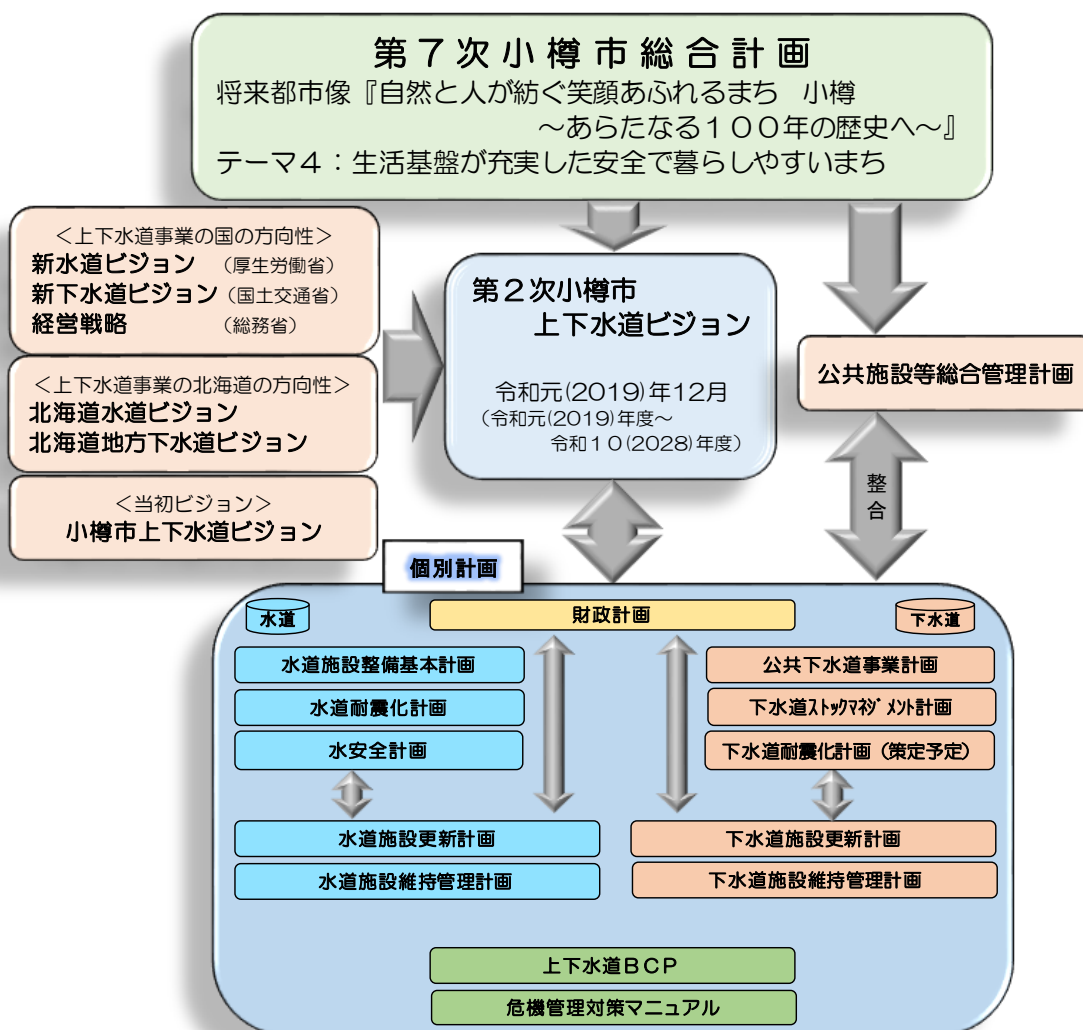 第７次小樽市総合計画
将来都市像『自然と人が紡ぐ笑顔あふれるまち　小樽
～あらたなる１００年の歴史へ～』
テーマ４：生活基盤が充実した安全で暮らしやすいまち
＜上下水道事業の国の方向性＞
新水道ビジョン　（厚生労働省）
新下水道ビジョン（国土交通省）
経営戦略　（総務省）
＜上下水道事業の北海道の方向性＞
北海道水道ビジョン
北海道地方下水道ビジョン
＜当初ビジョン＞
小樽市上下水道ビジョン
第２次小樽市
上下水道ビジョン
令和元(2019)年12月
（令和元(2019)年度～
令和１０(2028)年度）
公共施設等総合管理計画
整合
個別計画
水道
財政計画
下水道
水道施設整備基本計画
水道耐震化計画
水安全計画
公共下水道事業計画
下水道ｽﾄｯｸﾏﾈｼﾞﾒﾝﾄ計画
下水道耐震化計画（策定予定）
水道施設更新計画
水道施設維持管理計画
下水道施設更新計画
下水道施設維持管理計画
上下水道ＢＣＰ
危機管理対策マニュアル